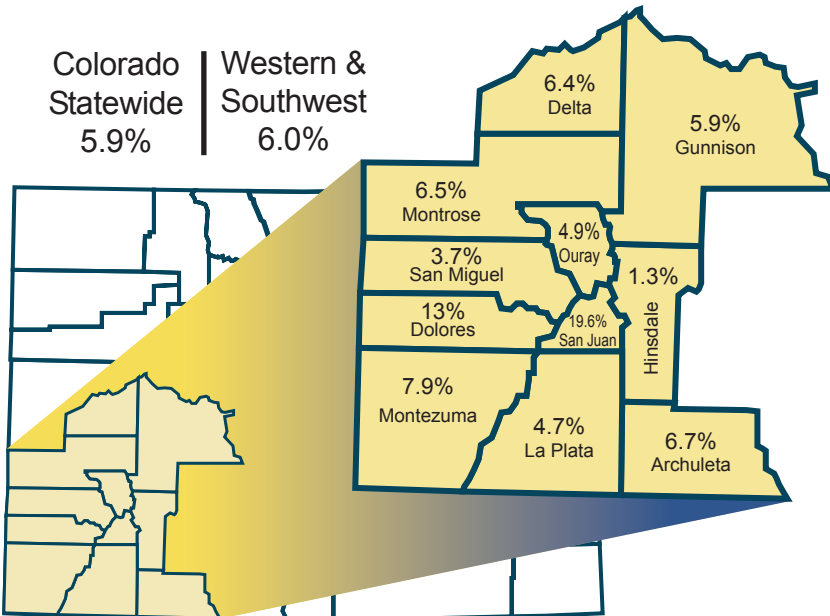 Colorado
Statewide
5.9%
Western &
Southwest
6.0%
6.4%
Delta
5.9%
Gunnison
6.5%
Montrose
4.9%
Ouray
3.7%
San Miguel
1.3%
Hinsdale
13%
Dolores
19.6%
San Juan
7.9%
Montezuma
4.7%
La Plata
6.7%
Archuleta